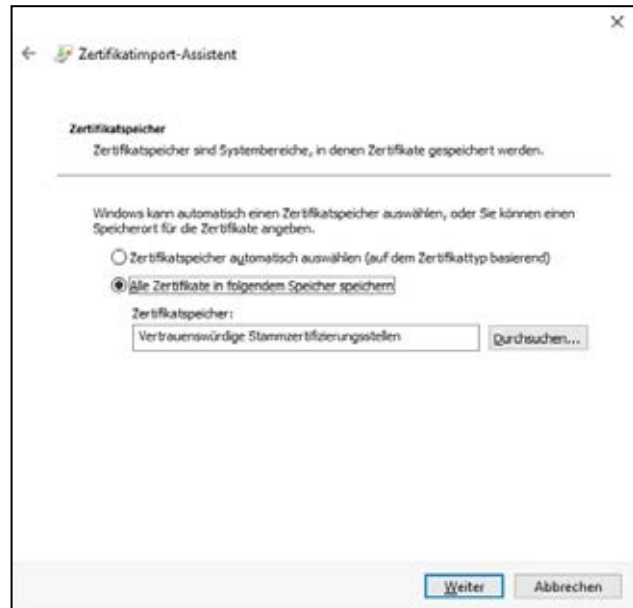 Zertifikatimport-Assistent
Zertifikatspeicher
Zertifikatspeicher sind Systembereiche, in denen Zertifikate gespeichert werden.
Windows kann automatisch einen Zertifikatspeicher auswählen, oder Sie können einen
Speicherort für die Zertifikate angeben.
Zertifikatspeicher automatisch auswählen (auf dem Zertifikattyp basierend)
Alle Zertifikate in folgendem Speicher speichern
Zertifikatspeicher:
Vertrauenswürdige Stammzertifizierungsstellen
Durchsuchen...
Weiter
Abbrechen